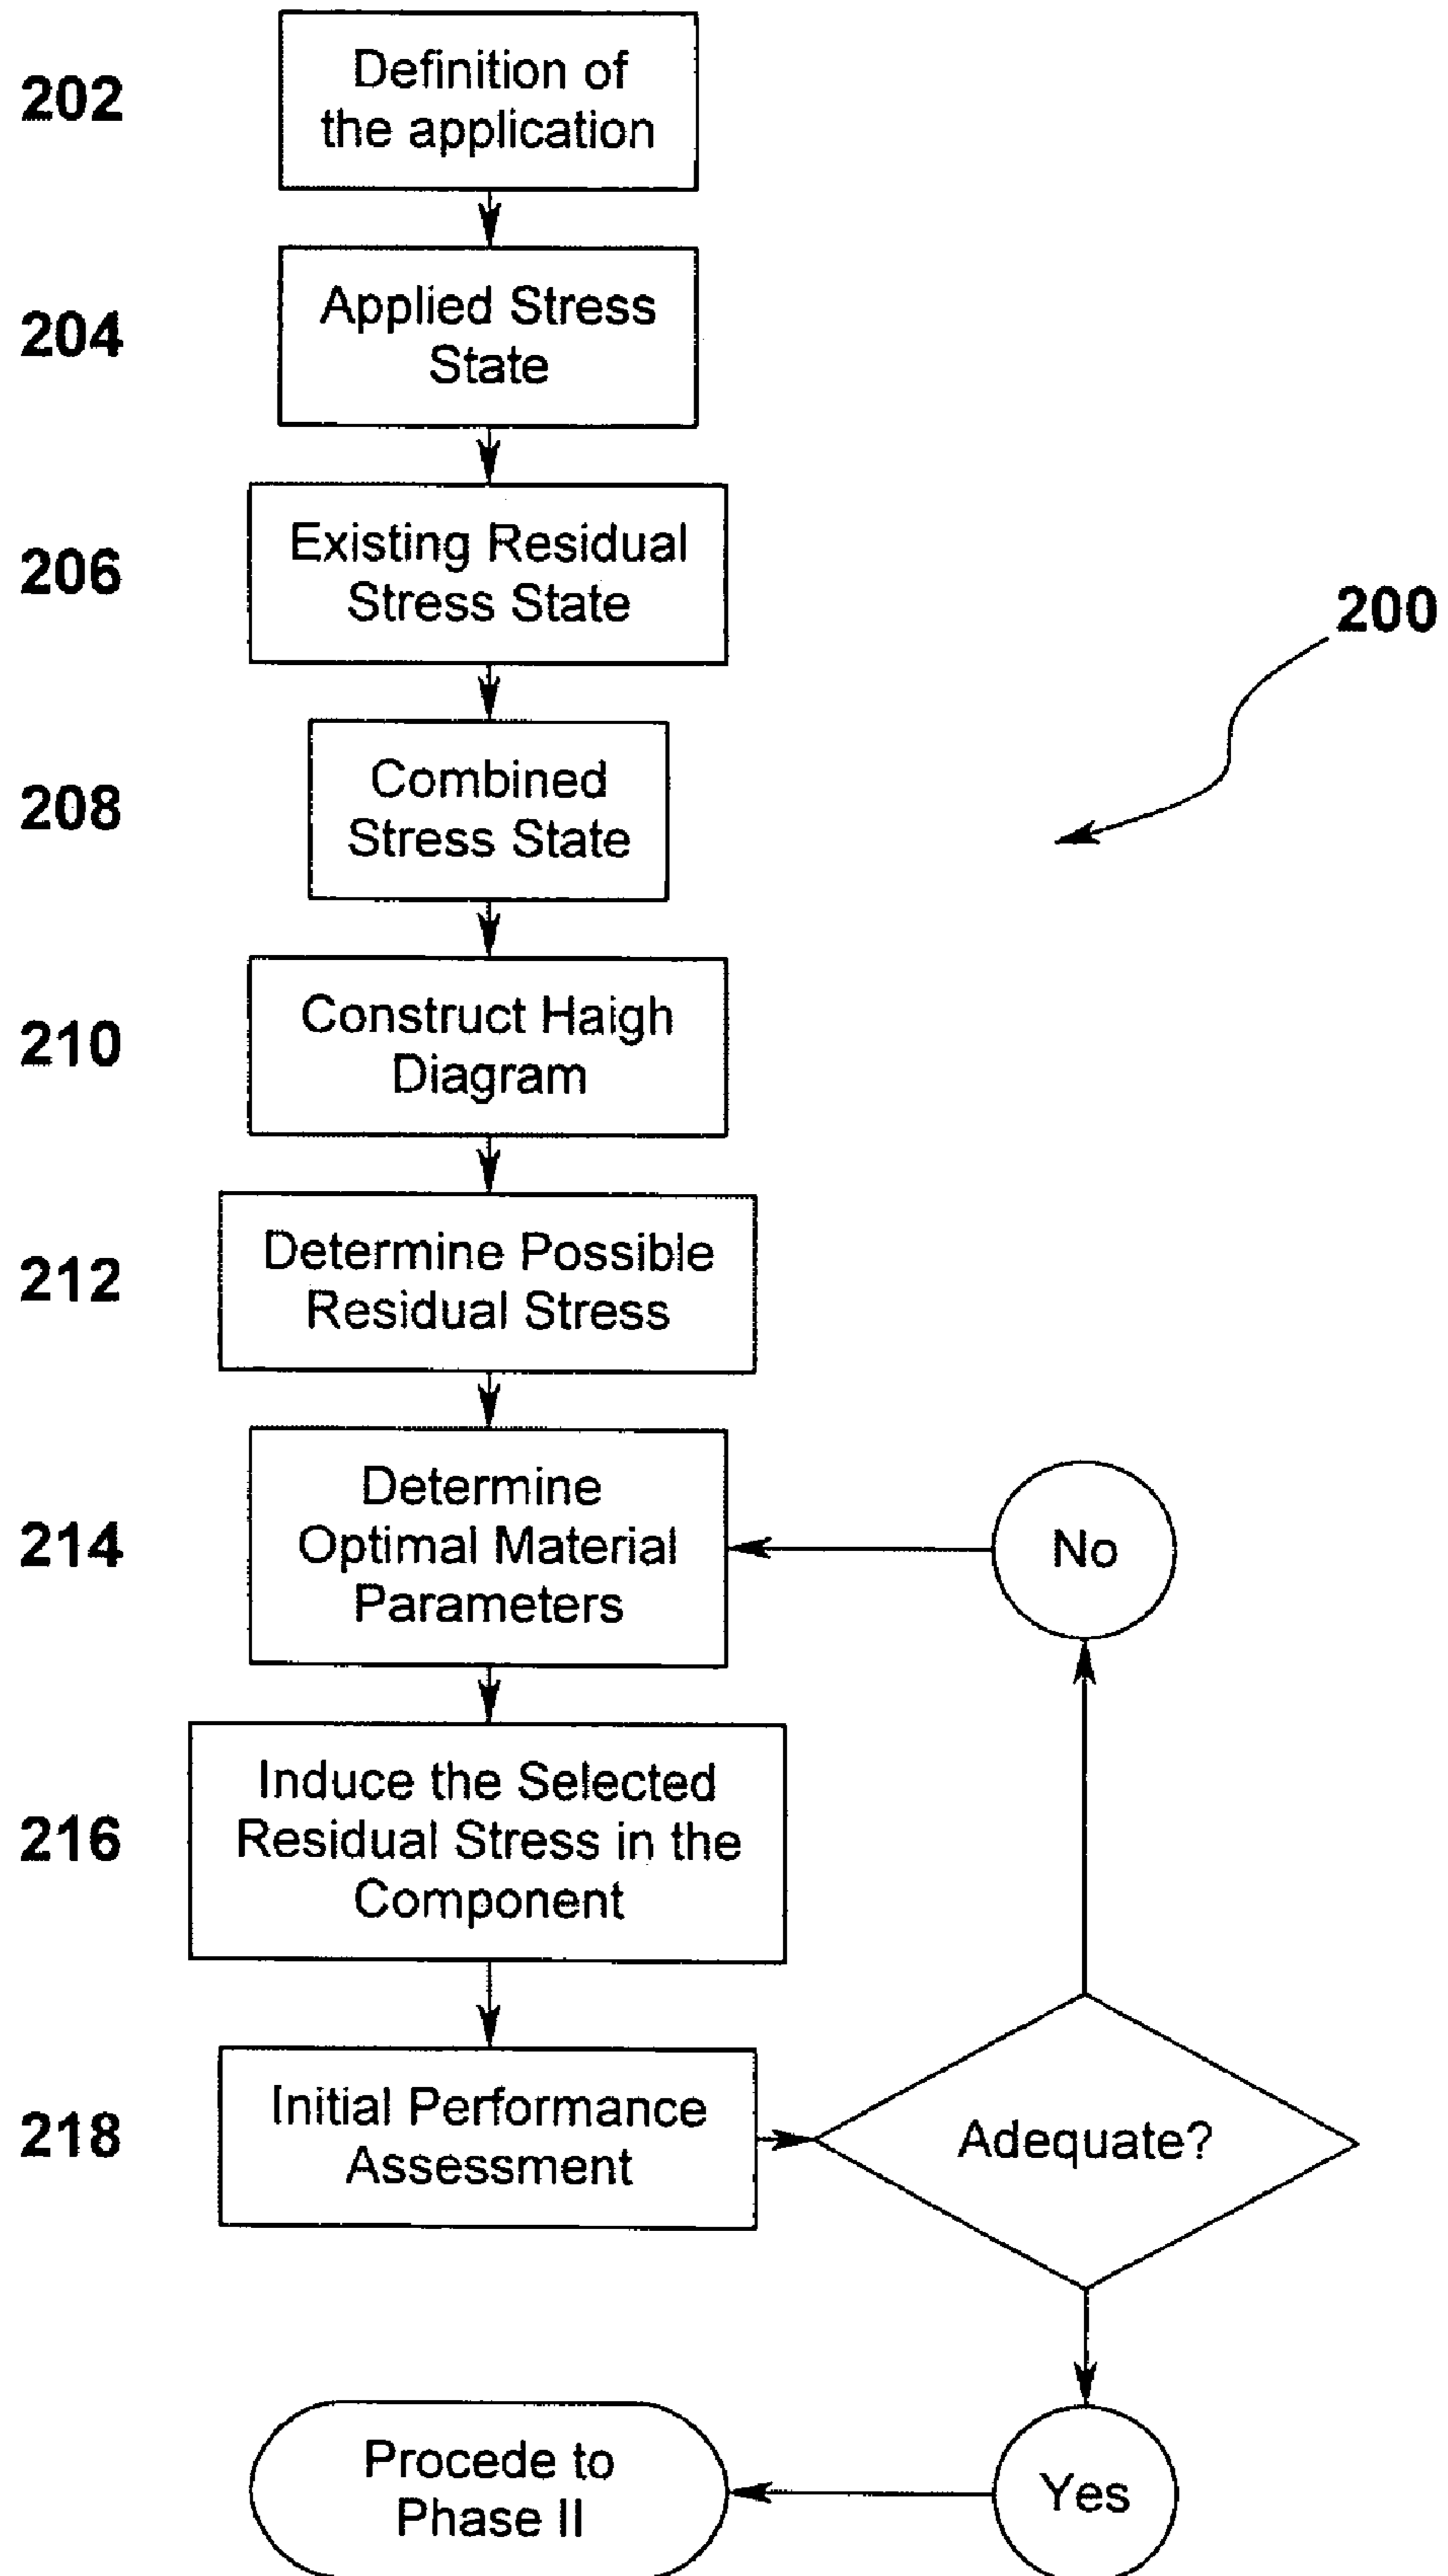 202
Definition of
the application
204
Applied Stress
State
206
Existing Residual
Stress State
200
208
Combined
Stress State
210
Construct Haigh
Diagram
212
Determine Possible
Residual Stress
214
Determine
Optimal Material
Parameters
No
216
Induce the Selected
Residual Stress in the
Component
218
Initial Performance
Assessment
Adequate?
Procede to
Phase II
Yes